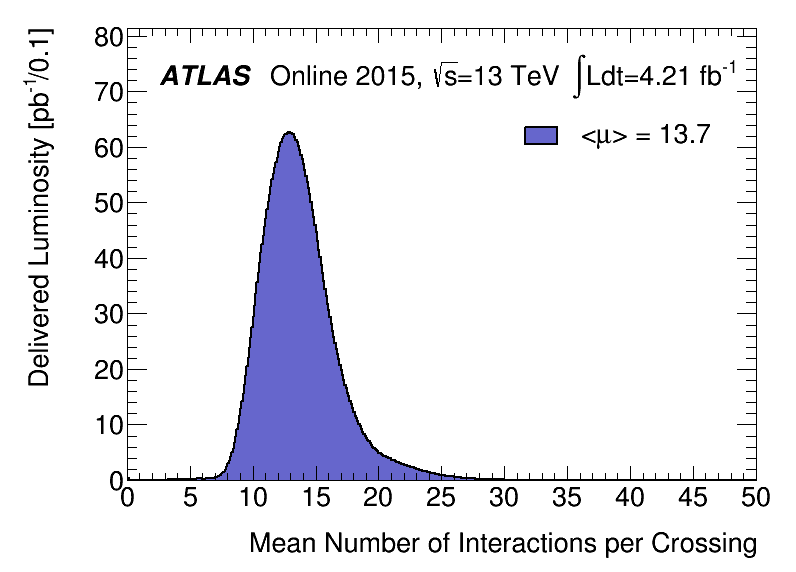 Delivered Luminosity [pb⁻¹/0.1]
80
70
60
50
40
30
20
10
0
ATLAS Online 2015, √s=13 TeV ∫Ldt=4.21 fb⁻¹
<μ> = 13.7
0 5 10 15 20 25 30 35 40 45 50
Mean Number of Interactions per Crossing